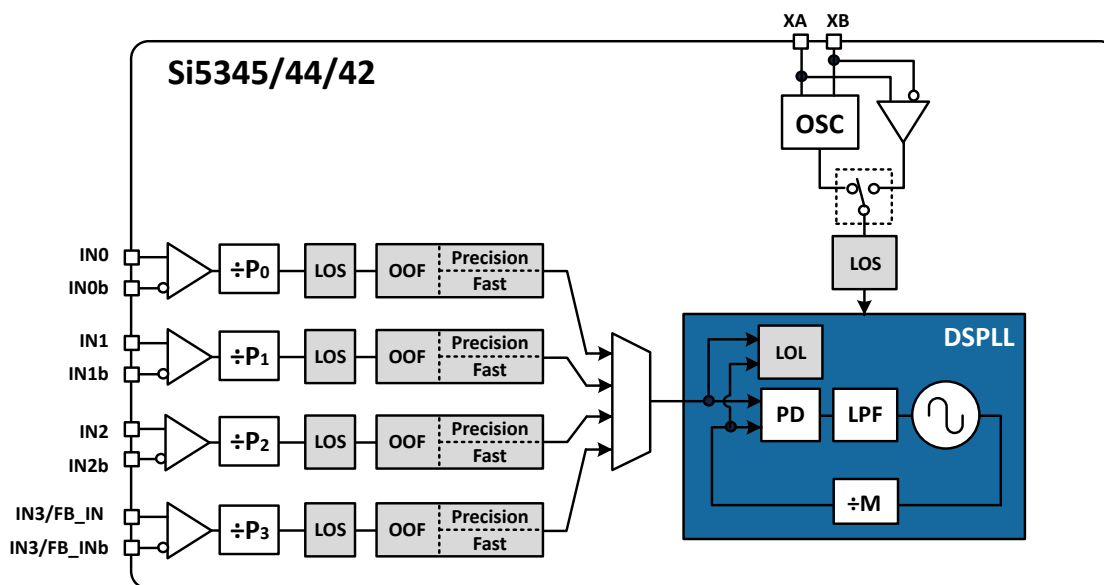 XA XB
Si5345/44/42
OSC
LOS
IN0
IN0b
÷P0
LOS
OOF
Precision
Fast
IN1
IN1b
÷P1
LOS
OOF
Precision
Fast
IN2
IN2b
÷P2
LOS
OOF
Precision
Fast
IN3/FB_IN
IN3/FB_INb
÷P3
LOS
OOF
Precision
Fast
DSPLL
LOL
PD
LPF
÷M